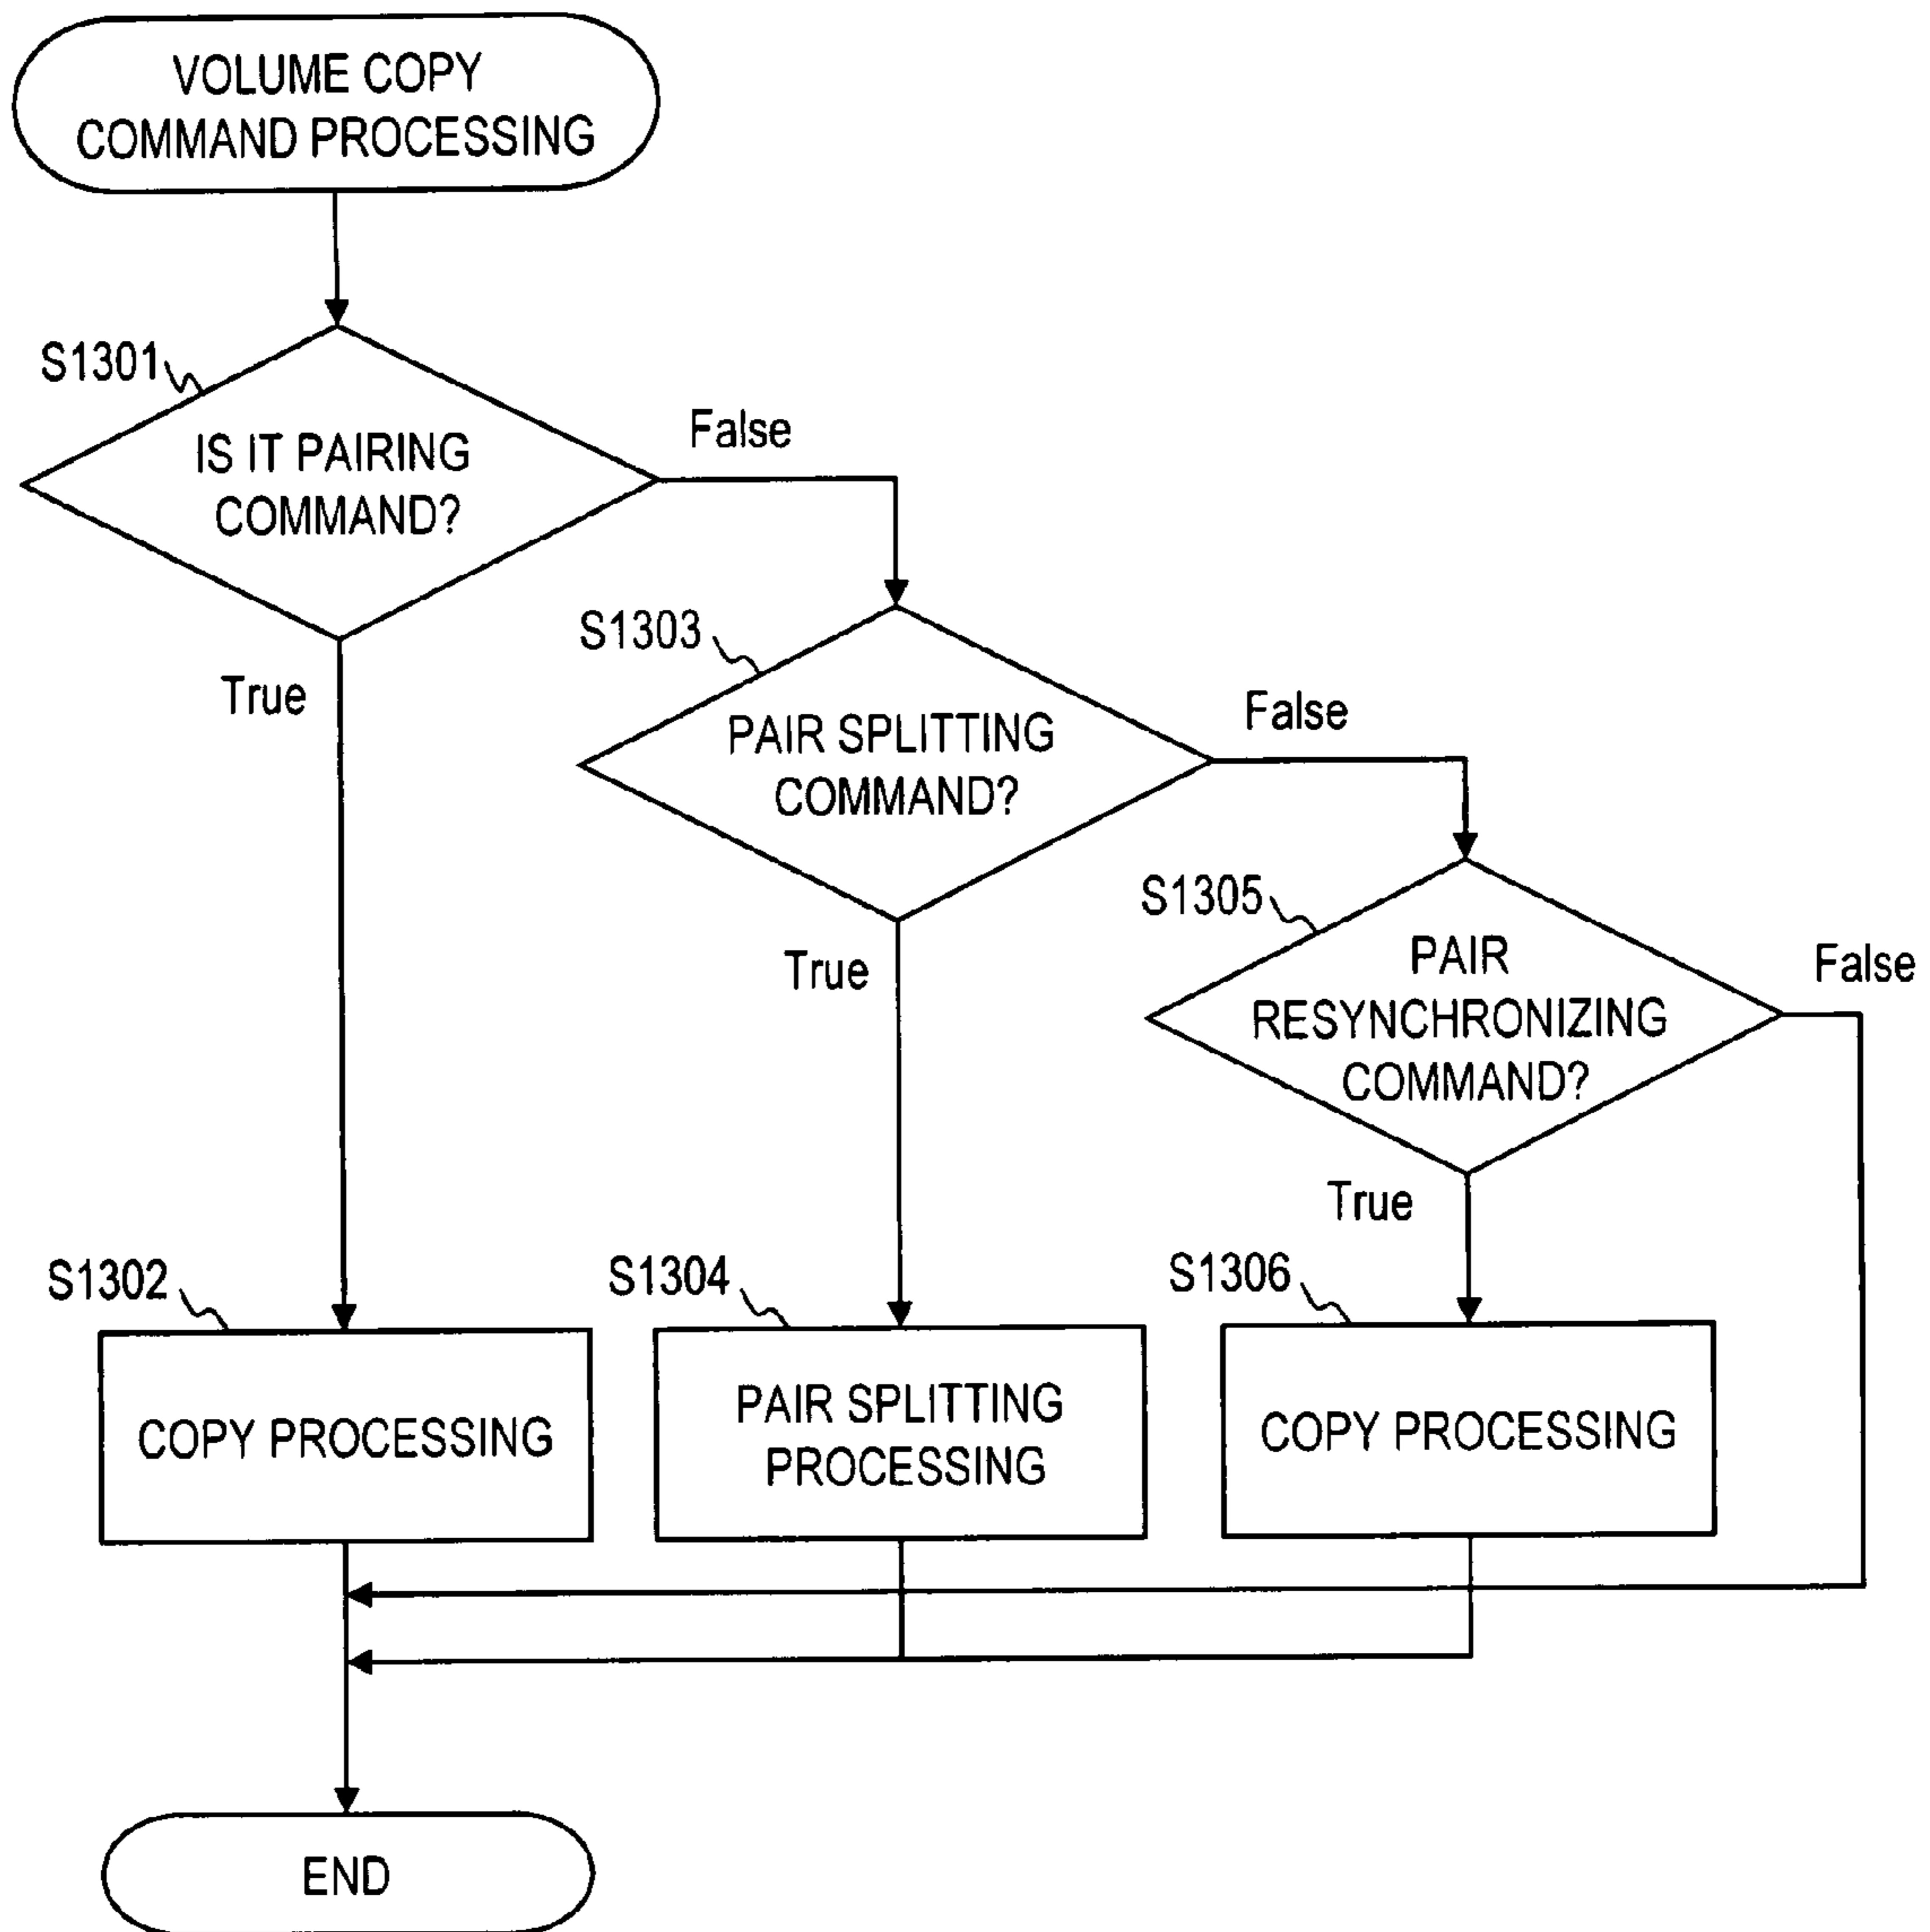 VOLUME COPY
COMMAND PROCESSING
S1301
IS IT PAIRING
COMMAND?
False
True
S1303
PAIR SPLITTING
COMMAND?
False
True
S1305
PAIR
RESYNCHRONIZING
COMMAND?
False
True
S1302
COPY PROCESSING
S1304
PAIR SPLITTING
PROCESSING
S1306
COPY PROCESSING
END